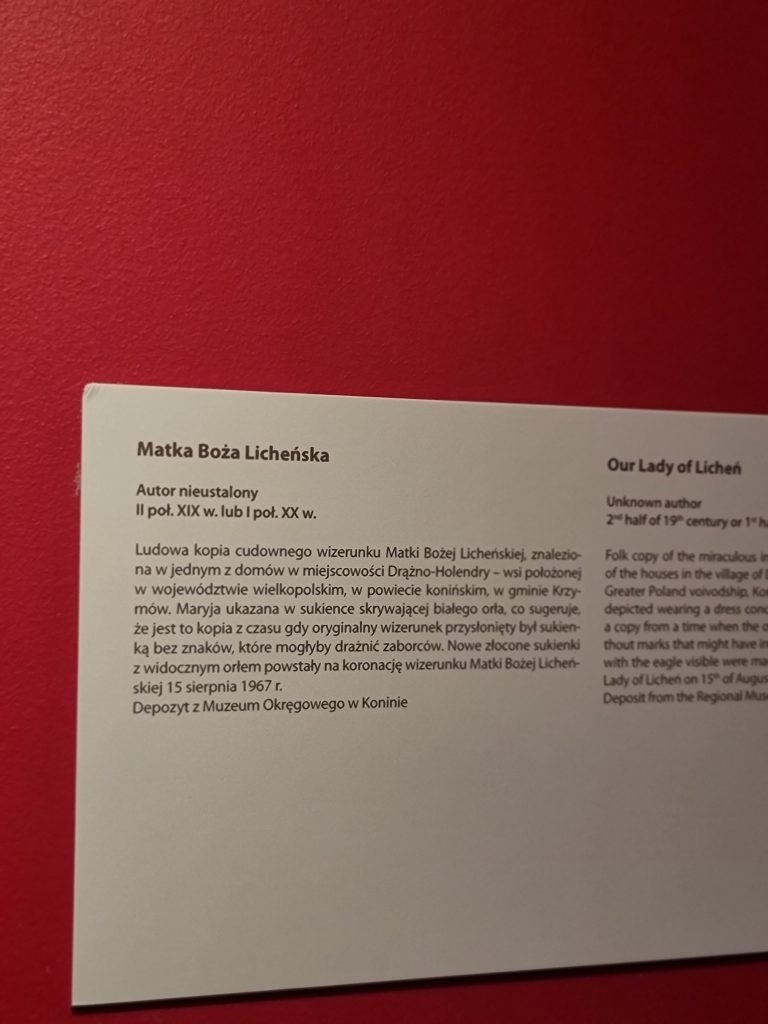 Matka Boża Licheńska
Autor nieustalony
II poł. XIX w. lub I poł. XX w.
Ludowa kopia cudownego wizerunku Matki Bożej Licheńskiej, znalezio-
na w jednym z domów w miejscowości Drążno-Holendry – wsi położonej
w województwie wielkopolskim, w powiecie konińskim, w gminie Krzy-
mów. Maryja ukazana w sukience skrywającej białego orła, co sugeruje,
że jest to kopia z czasu gdy oryginalny wizerunek przysłonięty był sukien-
ką bez znaków, które mogłyby drażnić zaborców. Nowe złocone sukienki
z widocznym orłem powstały na koronację wizerunku Matki Bożej Licheń-
skiej 15 sierpnia 1967 r.
Depozyt z Muzeum Okręgowego w Koninie
Our Lady of Licheń
Unknown author
2nd half of 19th century or 1st
Folk copy of the miraculous
of the houses in the village of
Greater Poland voivodship,
depicted wearing a dress
a copy from a time when the
thout marks that might have
with the eagle visible were
Lady of Licheń on 15th of
Deposit from the Regional